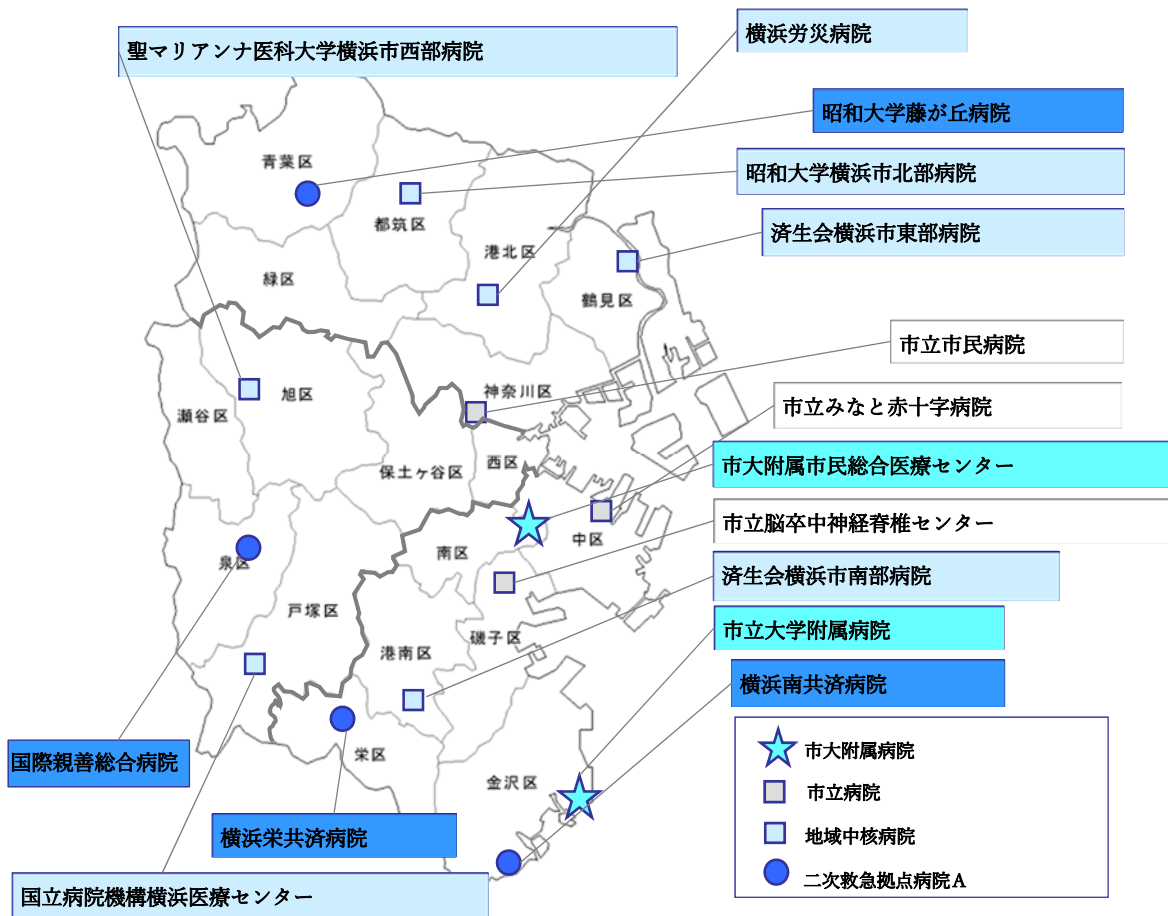 横浜労災病院
聖マリアンナ医科大学横浜市西部病院
昭和大学藤が丘病院
青葉区
昭和大学横浜市北部病院
都筑区
済生会横浜市東部病院
港北区
緑区
鶴見区
市立市民病院
神奈川区
旭区
瀬谷区
市立みなと赤十字病院
西区
保土ヶ谷区
市大附属市民総合医療センター
市立脳卒中神経脊椎センター
中区
南区
泉区
済生会横浜市南部病院
戸塚区
磯子区
市立大学附属病院
港南区
横浜南共済病院
国際親善総合病院
栄区
金沢区
市大附属病院
市立病院
地域中核病院
二次救急拠点病院A
横浜栄共済病院
国立病院機構横浜医療センター